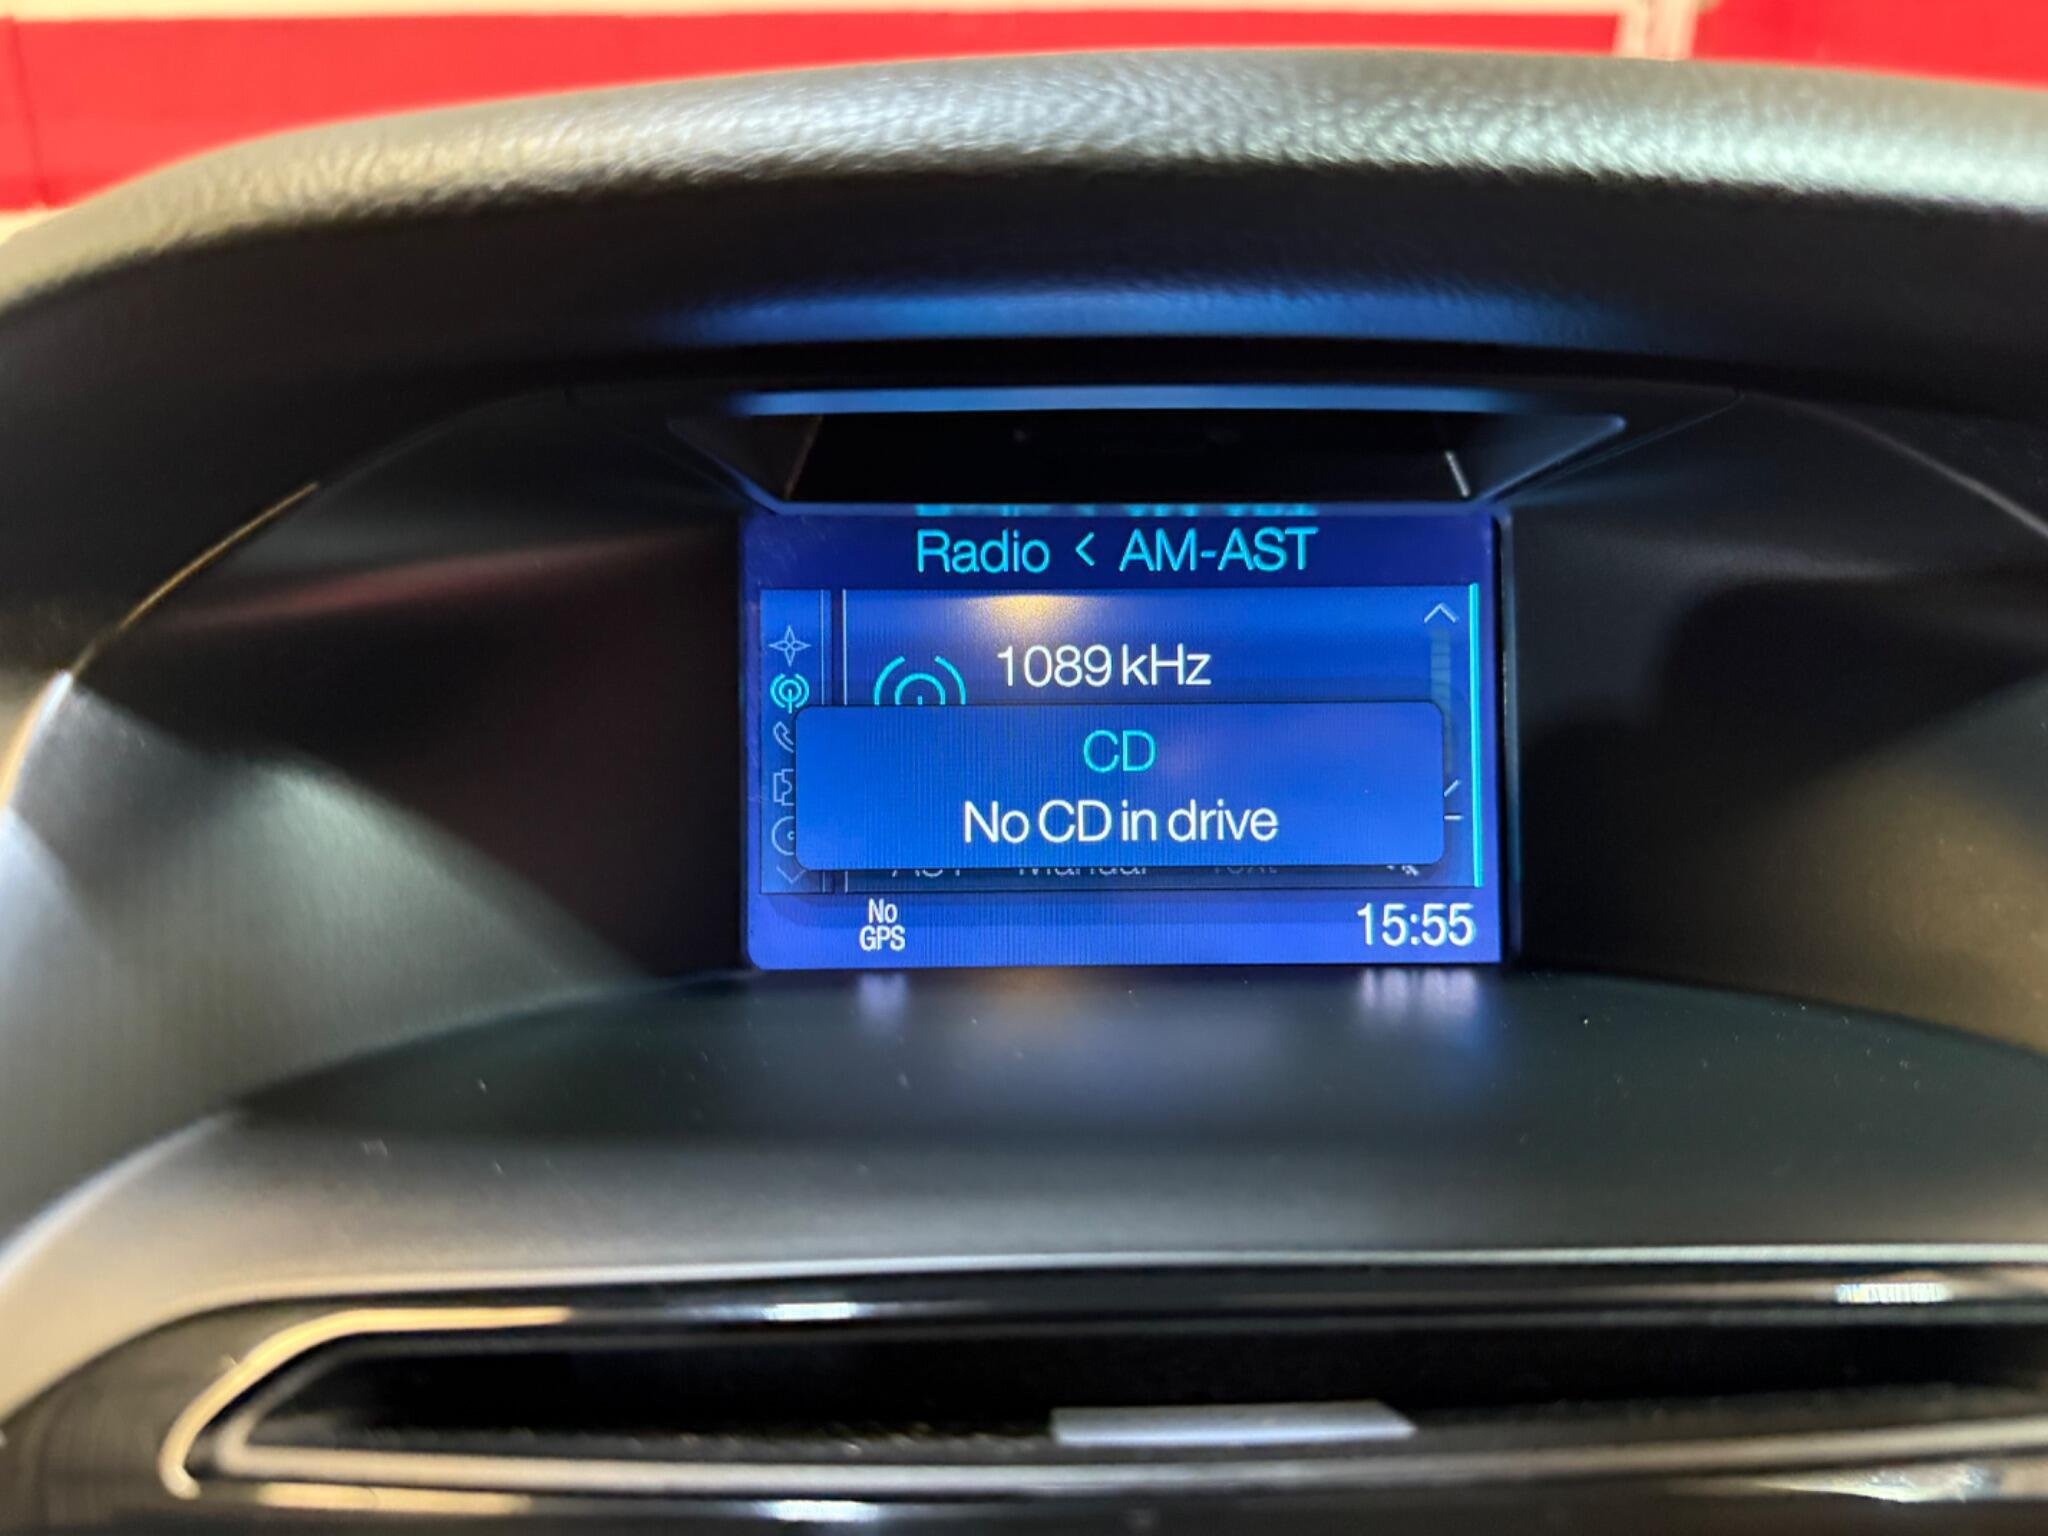 Radio < AM-AST
1089 kHz
CD
No CD in drive
No
GPS
15:55